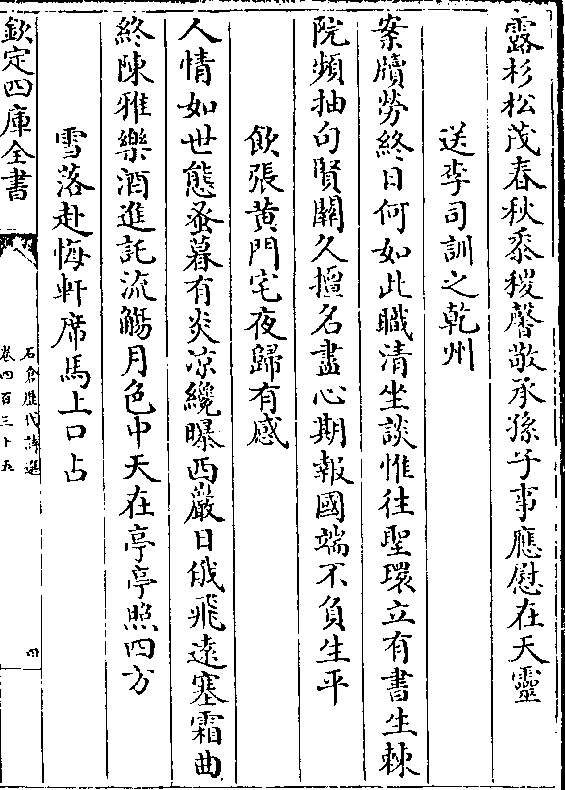 露杉松茂春秋黍稷馨敬承孫子事應慰在天靈
送李司訓之乾州
案牘勞終日何如此職清坐談惟往聖環立有書生棘
院頻抽句賢關久擅名盡心期報國端不負生平
飲張黄門宅夜歸有感
人情如世態蚤暮有炎凉纔曝西巖日俄飛遠塞霜曲
終陳雅樂酒進託流觴月色中天在亭亭照四方
雪落赴悔軒席馬上口占
欽定四庫全書
石倉歷代詩選
卷四百三十五
四